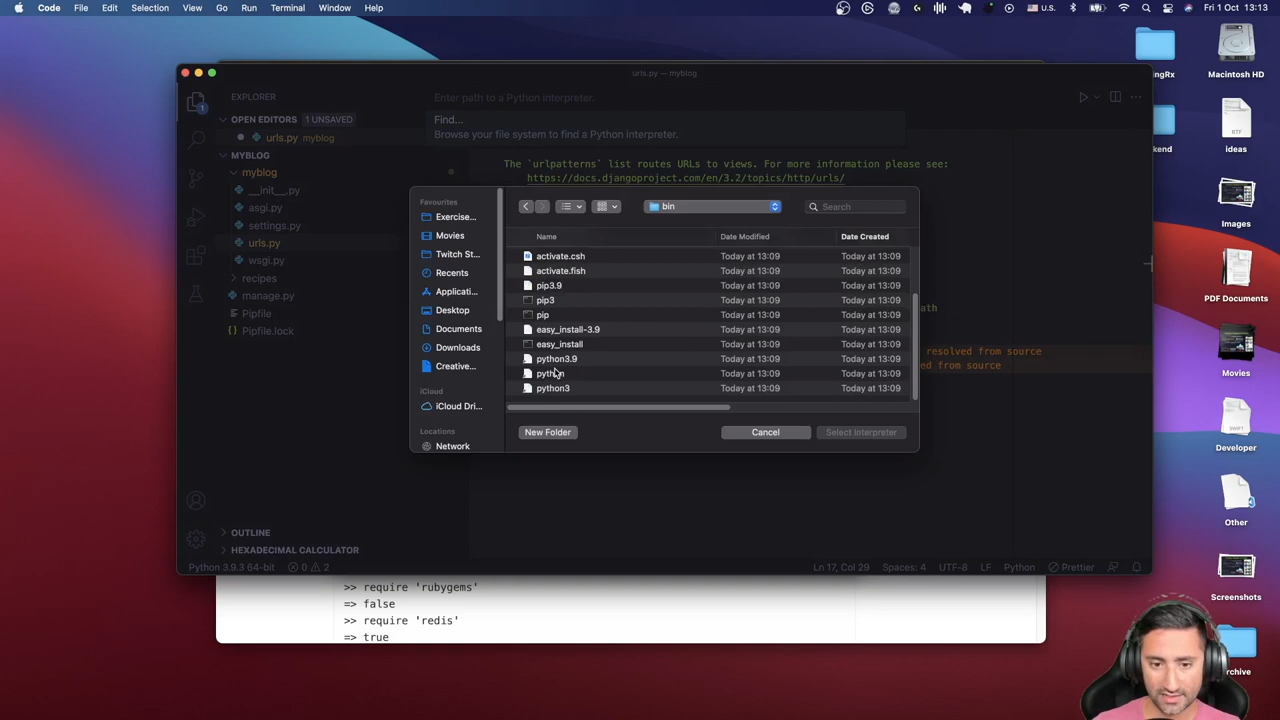 Code File Edit Selection View Go Run Terminal Window Help U.S. Fri 1 Oct 13:13
urls.py — myblog
EXPLORER
OPEN EDITORS 1 UNSAVED
urls.py myblog
MYBLOG
myblog
__init__.py
asgi.py
settings.py
urls.py
wsgi.py
recipes
manage.py
Pipfile
Pipfile.lock
OUTLINE
HEXADECIMAL CALCULATOR
1
Enter path to a Python interpreter.
Find...
Browse your file system to find a Python interpreter.
The `urlpatterns` list routes URLs to views. For more information please see:
https://docs.djangoproject.com/en/3.2/topics/http/urls/
ath
resolved from source
ed from source
Favourites
Exercise...
Movies
Twitch St...
Recents
Applicati...
Desktop
Documents
Downloads
Creative...
iCloud
iCloud Dri...
Locations
Network
bin
Search
Name Date Modified Date Created
activate.csh Today at 13:09 Today at 13:09
activate.fish Today at 13:09 Today at 13:09
pip3.9 Today at 13:09 Today at 13:09
pip3 Today at 13:09 Today at 13:09
pip Today at 13:09 Today at 13:09
easy_install-3.9 Today at 13:09 Today at 13:09
easy_install Today at 13:09 Today at 13:09
python3.9 Today at 13:09 Today at 13:09
python Today at 13:09 Today at 13:09
python3 Today at 13:09 Today at 13:09
New Folder Cancel Select Interpreter
Python 3.9.3 64-bit 0 2 Ln 17, Col 29 Spaces: 4 UTF-8 LF Python Prettier
>> require 'rubygems'
=> false
>> require 'redis'
=> true
ingRx
Macintosh HD
kend
ideas
Images
PDF Documents
Movies
Developer
Other
Screenshots
rchive